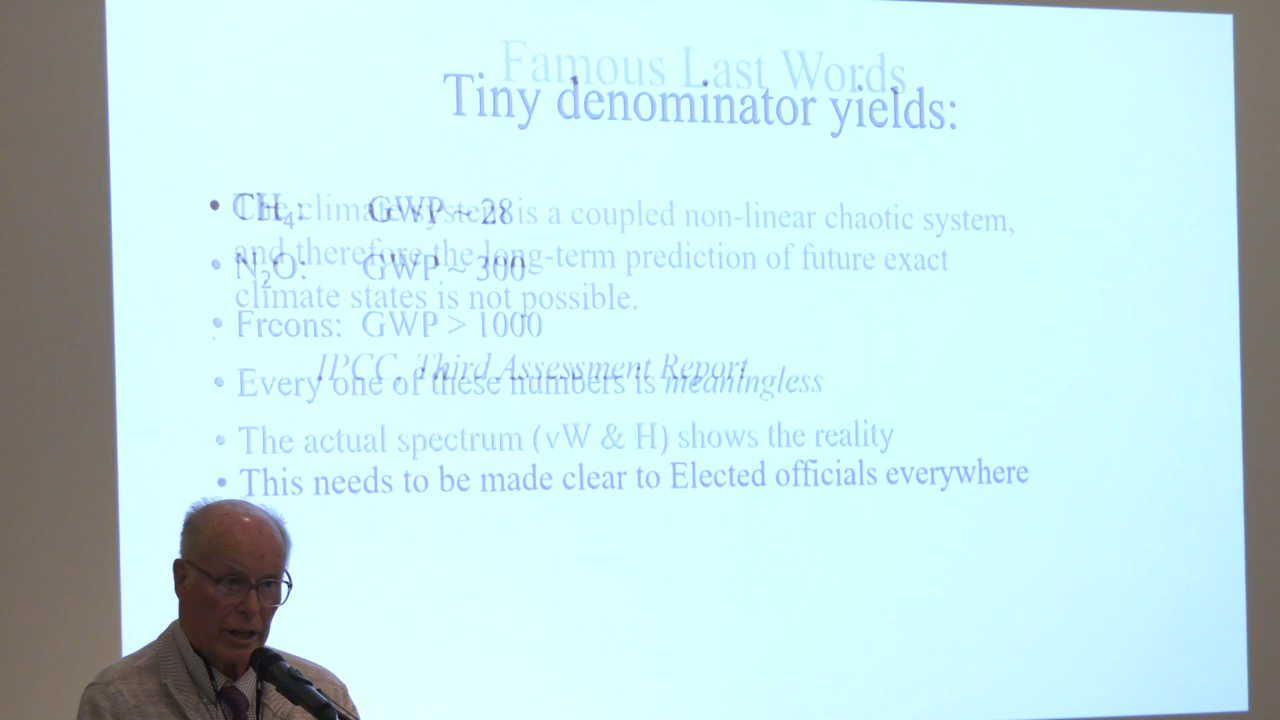 Famous Last Words
Tiny denominator yields:
• CH₄: GWP ~ 28
• N₂O: GWP ~ 300
• Frcons: GWP > 1000
• Every one of these numbers is meaningless
• The actual spectrum (vW & H) shows the reality
• This needs to be made clear to Elected officials everywhere
The climate system is a coupled non-linear chaotic system,
and therefore the long-term prediction of future exact
climate states is not possible.
IPCC, Third Assessment Report